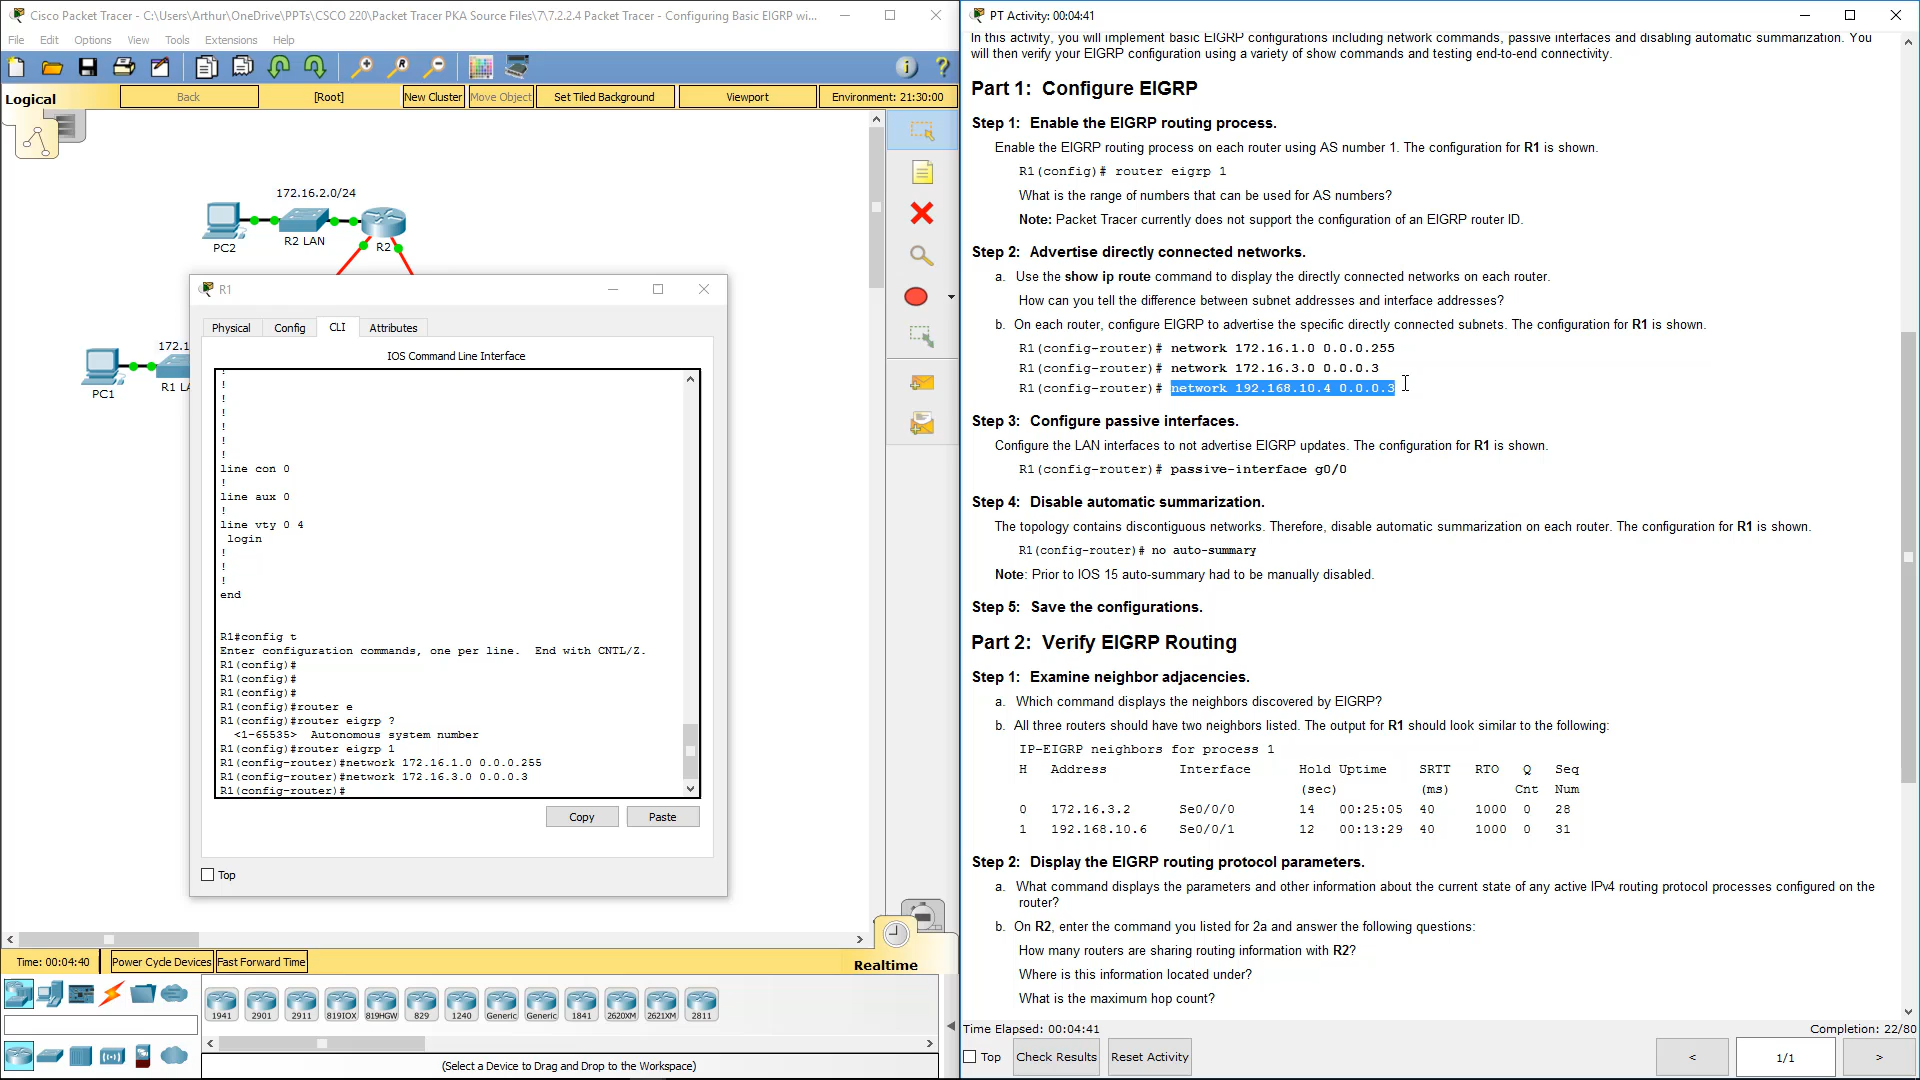 Cisco Packet Tracer - C:\Users\Arthur\OneDrive\PPTs\CSCO 220\Packet Tracer PKA Source Files\7\7.2.2.4 Packet Tracer - Configuring Basic EIGRP wi...
File Edit Options View Tools Extensions Help
Logical
Back
[Root]
New Cluster
Move Object
Set Tiled Background
Viewport
Environment: 21:30:00
172.16.2.0/24
PC2
R2 LAN
R2
172.1
PC1
R1 LA
R1
Physical
Config
CLI
Attributes
IOS Command Line Interface
!
!
!
!
!
!
!
line con 0
!
line aux 0
!
line vty 0 4
login
!
!
!
end
R1#config t
Enter configuration commands, one per line. End with CNTL/Z.
R1(config)#
R1(config)#
R1(config)#
R1(config)#router e
R1(config)#router eigrp ?
<1-65535> Autonomous system number
R1(config)#router eigrp 1
R1(config-router)#network 172.16.1.0 0.0.0.255
R1(config-router)#network 172.16.3.0 0.0.0.3
R1(config-router)#
Copy
Paste
Top
Realtime
Time: 00:04:40
Power Cycle Devices
Fast Forward Time
1941
2901
2911
819IOX
819HGW
829
1240
Generic
Generic
1841
2620XM
2621XM
2811
(Select a Device to Drag and Drop to the Workspace)
PT Activity: 00:04:41
In this activity, you will implement basic EIGRP configurations including network commands, passive interfaces and disabling automatic summarization. You
will then verify your EIGRP configuration using a variety of show commands and testing end-to-end connectivity.
Part 1: Configure EIGRP
Step 1: Enable the EIGRP routing process.
Enable the EIGRP routing process on each router using AS number 1. The configuration for R1 is shown.
R1(config)# router eigrp 1
What is the range of numbers that can be used for AS numbers?
Note: Packet Tracer currently does not support the configuration of an EIGRP router ID.
Step 2: Advertise directly connected networks.
a. Use the show ip route command to display the directly connected networks on each router.
How can you tell the difference between subnet addresses and interface addresses?
b. On each router, configure EIGRP to advertise the specific directly connected subnets. The configuration for R1 is shown.
R1(config-router)# network 172.16.1.0 0.0.0.255
R1(config-router)# network 172.16.3.0 0.0.0.3
R1(config-router)# network 192.168.10.4 0.0.0.3
Step 3: Configure passive interfaces.
Configure the LAN interfaces to not advertise EIGRP updates. The configuration for R1 is shown.
R1(config-router)# passive-interface g0/0
Step 4: Disable automatic summarization.
The topology contains discontiguous networks. Therefore, disable automatic summarization on each router. The configuration for R1 is shown.
R1(config-router)# no auto-summary
Note: Prior to IOS 15 auto-summary had to be manually disabled.
Step 5: Save the configurations.
Part 2: Verify EIGRP Routing
Step 1: Examine neighbor adjacencies.
a. Which command displays the neighbors discovered by EIGRP?
b. All three routers should have two neighbors listed. The output for R1 should look similar to the following:
IP-EIGRP neighbors for process 1
H Address Interface Hold Uptime SRTT RTO Q Seq
(sec) (ms) Cnt Num
0 172.16.3.2 Se0/0/0 14 00:25:05 40 1000 0 28
1 192.168.10.6 Se0/0/1 12 00:13:29 40 1000 0 31
Step 2: Display the EIGRP routing protocol parameters.
a. What command displays the parameters and other information about the current state of any active IPv4 routing protocol processes configured on the
router?
b. On R2, enter the command you listed for 2a and answer the following questions:
How many routers are sharing routing information with R2?
Where is this information located under?
What is the maximum hop count?
Time Elapsed: 00:04:41
Completion: 22/80
Top
Check Results
Reset Activity
<
1/1
>